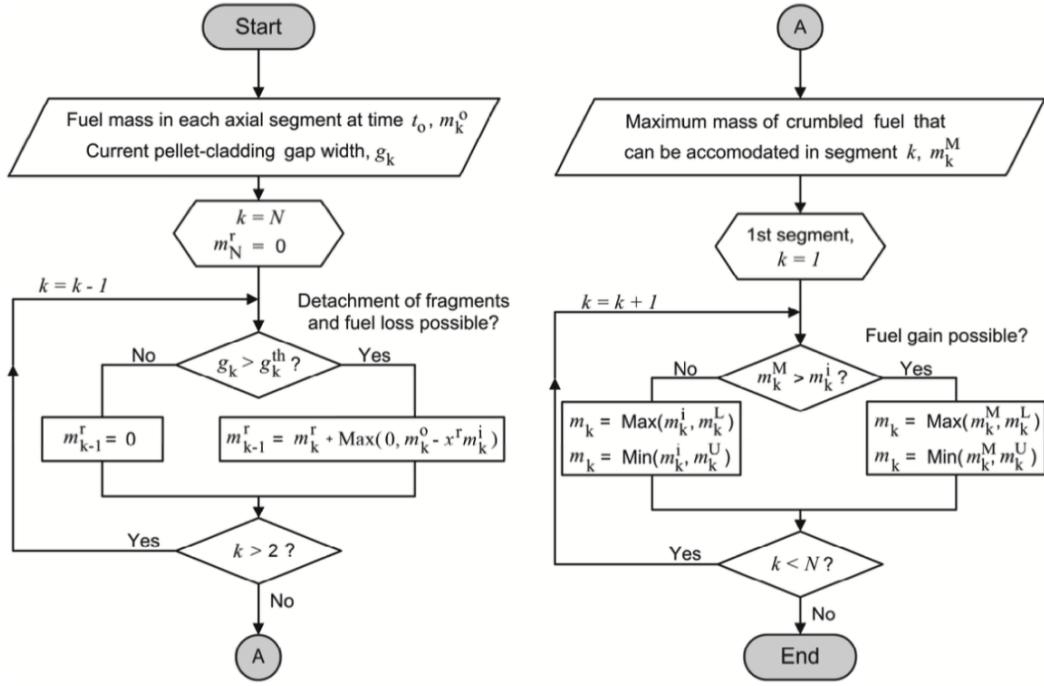 Start
Fuel mass in each axial segment at time t₀, mₖᵒ
Current pellet-cladding gap width, gₖ
k = N
m_N^r = 0
k = k - 1
Detachment of fragments
and fuel loss possible?
No
g_k > g_k^th ?
Yes
m_k-1^r = 0
m_k-1^r = m_k^r + Max(0, m_k^o - x^r m_k^i)
Yes
k > 2 ?
No
A
A
Maximum mass of crumbled fuel that
can be accomodated in segment k, m_k^M
1st segment,
k = 1
k = k + 1
Fuel gain possible?
No
m_k^M > m_k^i ?
Yes
m_k = Max(m_k^i, m_k^L)
m_k = Min(m_k^i, m_k^U)
m_k = Max(m_k^M, m_k^L)
m_k = Min(m_k^M, m_k^U)
Yes
k < N ?
No
End